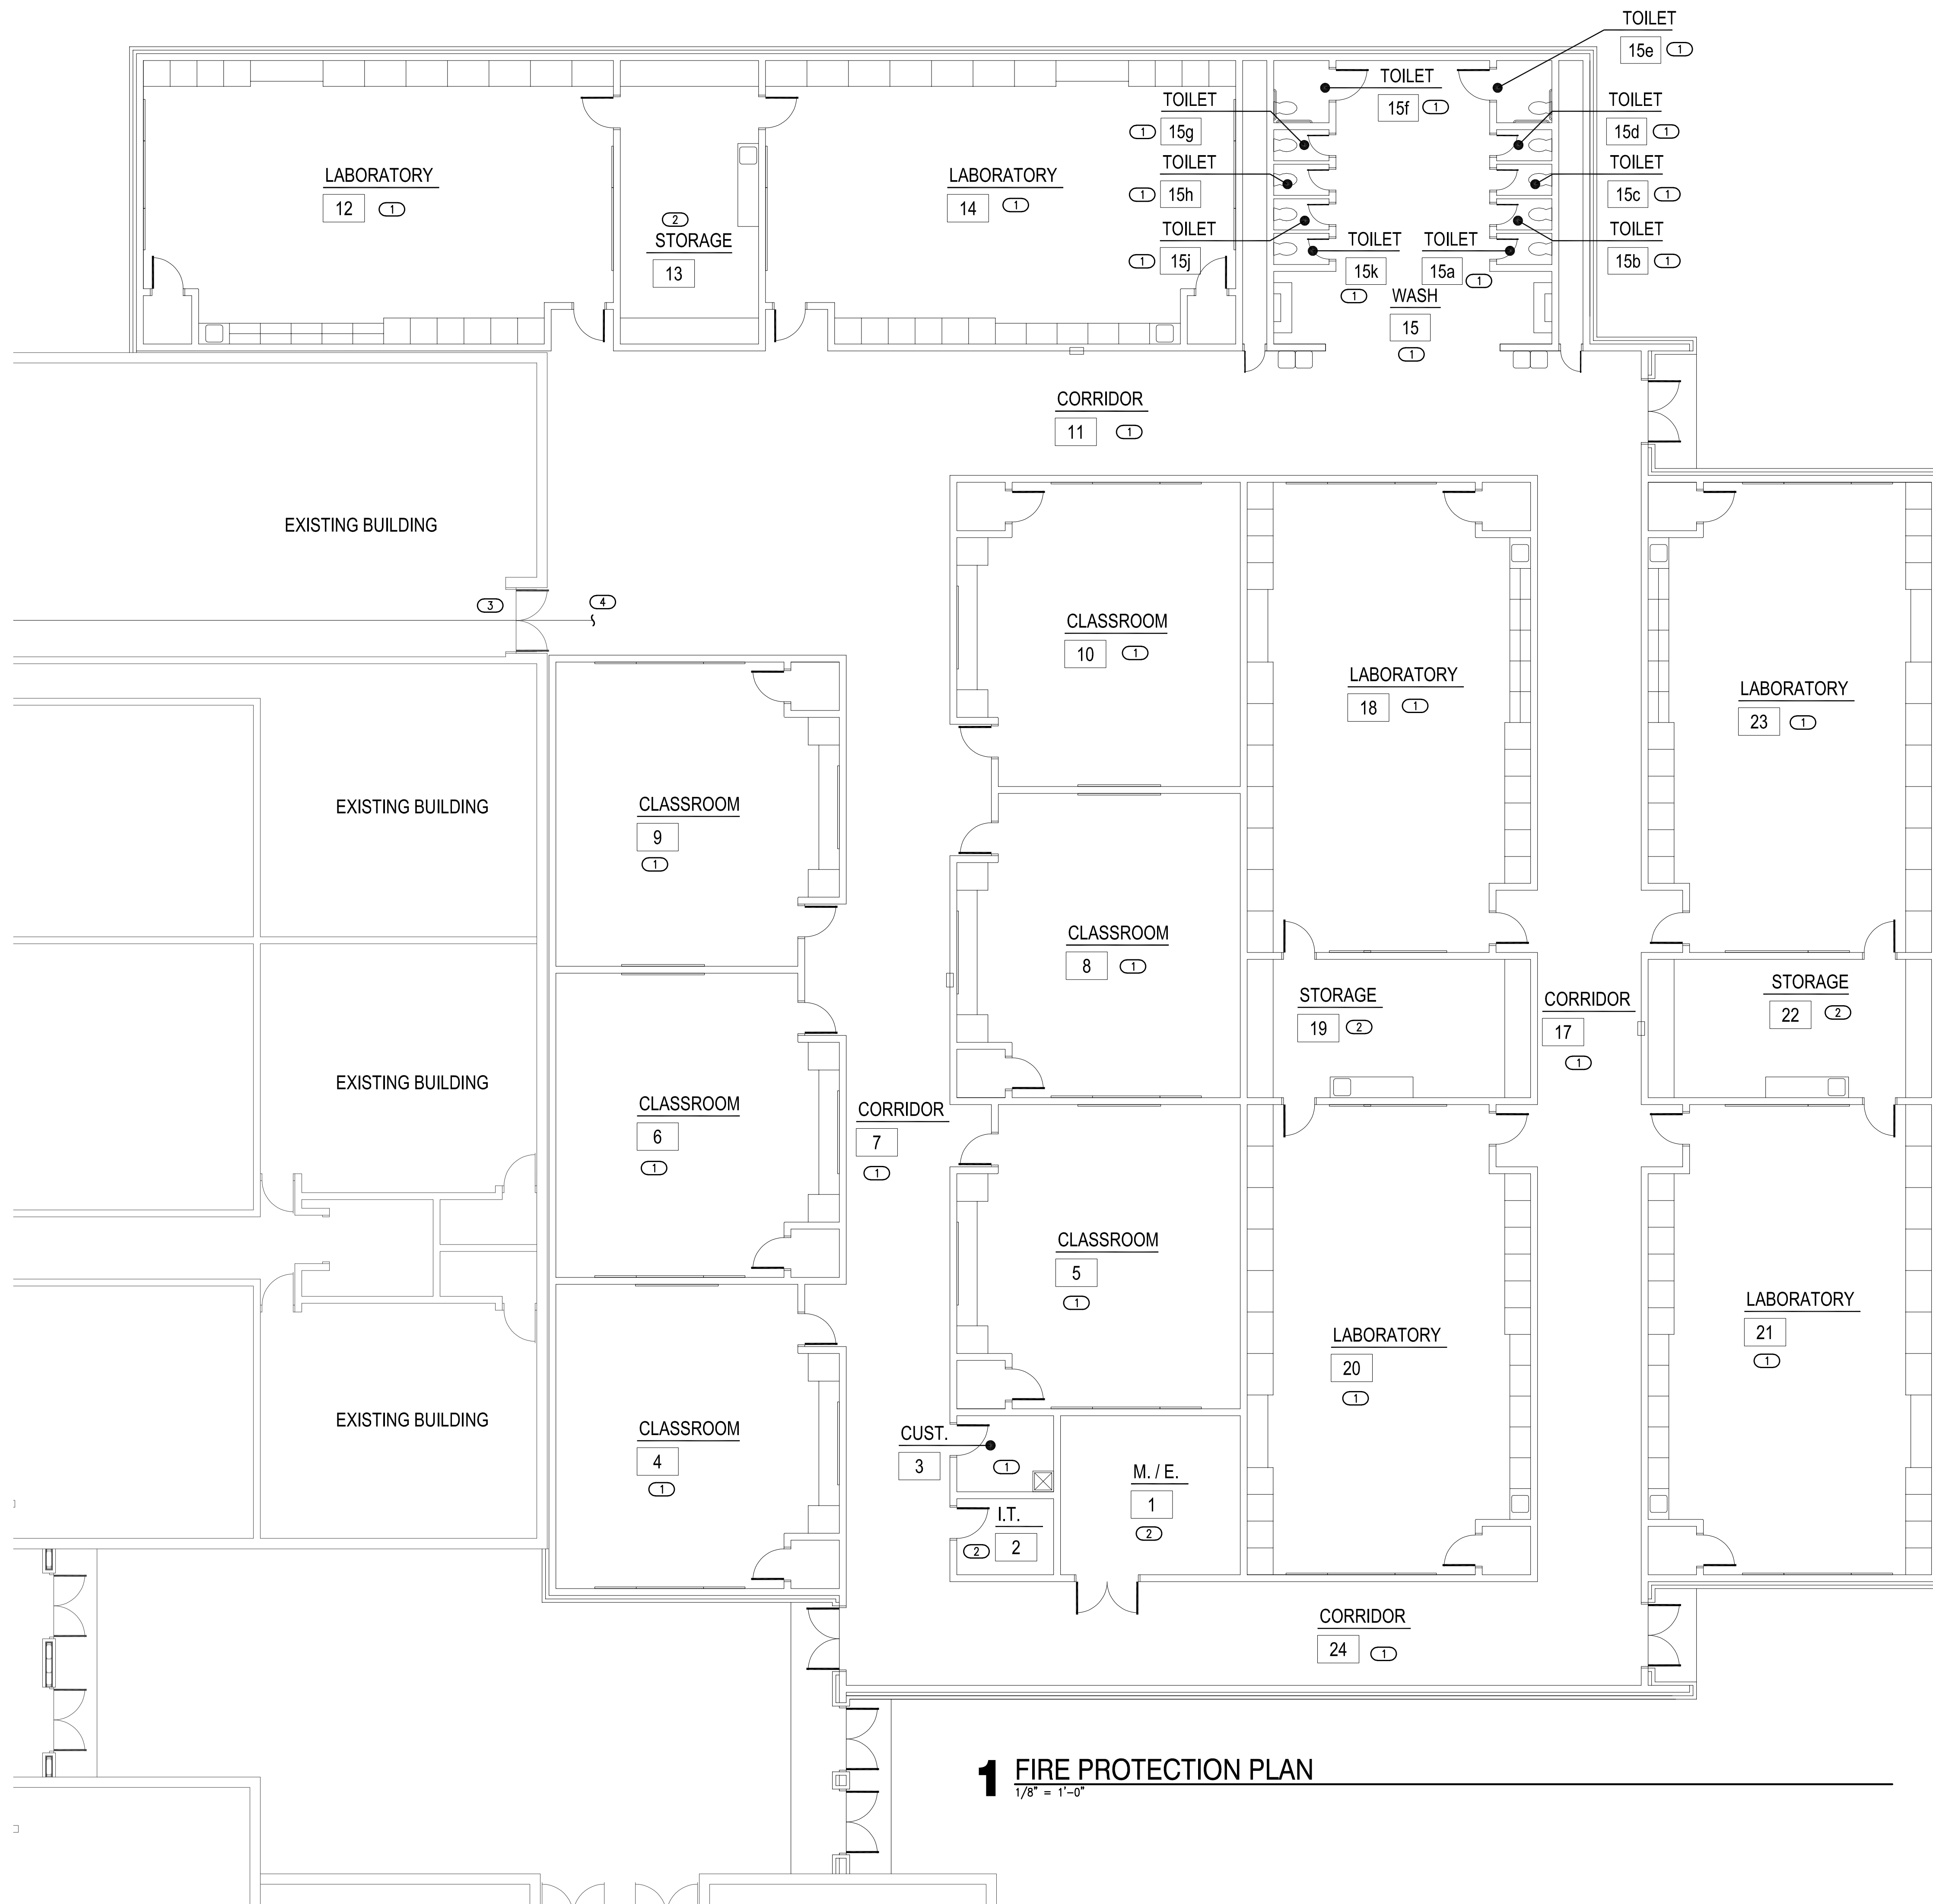 TOILET
15e 1
TOILET
15f 1
TOILET
1 15g
TOILET
15d 1
TOILET
1 15h
TOILET
15c 1
TOILET
1 15j
TOILET
15b 1
TOILET
15k
1
TOILET
15a 1
WASH
15
1
LABORATORY
12 1
2
STORAGE
13
LABORATORY
14 1
CORRIDOR
11 1
EXISTING BUILDING
3 4
CLASSROOM
10 1
LABORATORY
18 1
LABORATORY
23 1
EXISTING BUILDING
CLASSROOM
9
1
CLASSROOM
8 1
STORAGE
19 2
CORRIDOR
17
1
STORAGE
22 2
EXISTING BUILDING
CLASSROOM
6
1
CORRIDOR
7
1
CLASSROOM
5
1
LABORATORY
20
1
LABORATORY
21
1
EXISTING BUILDING
CLASSROOM
4
1
CUST.
3 1
M. / E.
1
2
I.T.
2 2
CORRIDOR
24 1
1 FIRE PROTECTION PLAN
1/8" = 1'-0"